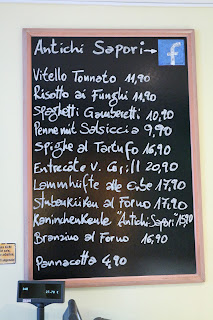 Antichi Sapori → f
Vitello Tonnato 11,90
Risotto ai Funghi 11,90
Spaghetti Gamberetti 10,90
Penne mit Salsiccia 9,90
Spighe al Tartufo 16,90
Entrecôte v. Grill 20,90
Lammhüfte alle Erbe 17,90
al Forno 17,90
Kaninchenkeule "Antichi Sapori" 15,90
Branzino al Forno 16,90
Pannacotta 4,90